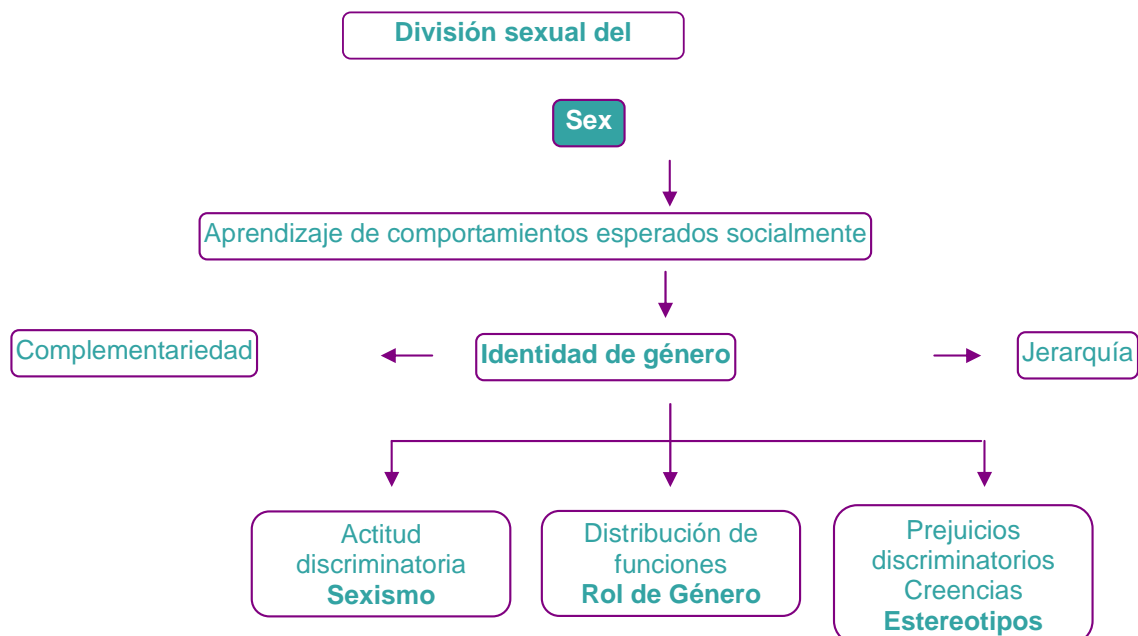 División sexual del
Sex
Aprendizaje de comportamientos esperados socialmente
Complementariedad
Identidad de género
Jerarquía
Actitud
discriminatoria
Sexismo
Distribución de
funciones
Rol de Género
Prejuicios
discriminatorios
Creencias
Estereotipos